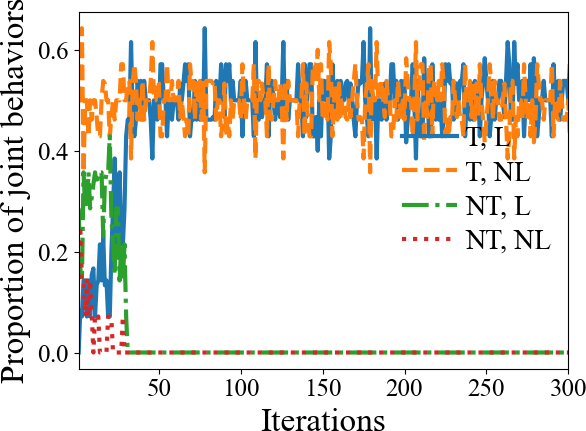 Proportion of joint behaviors
0.6
0.4
0.2
0.0
T, L
T, NL
NT, L
NT, NL
50
100
150
200
250
300
Iterations